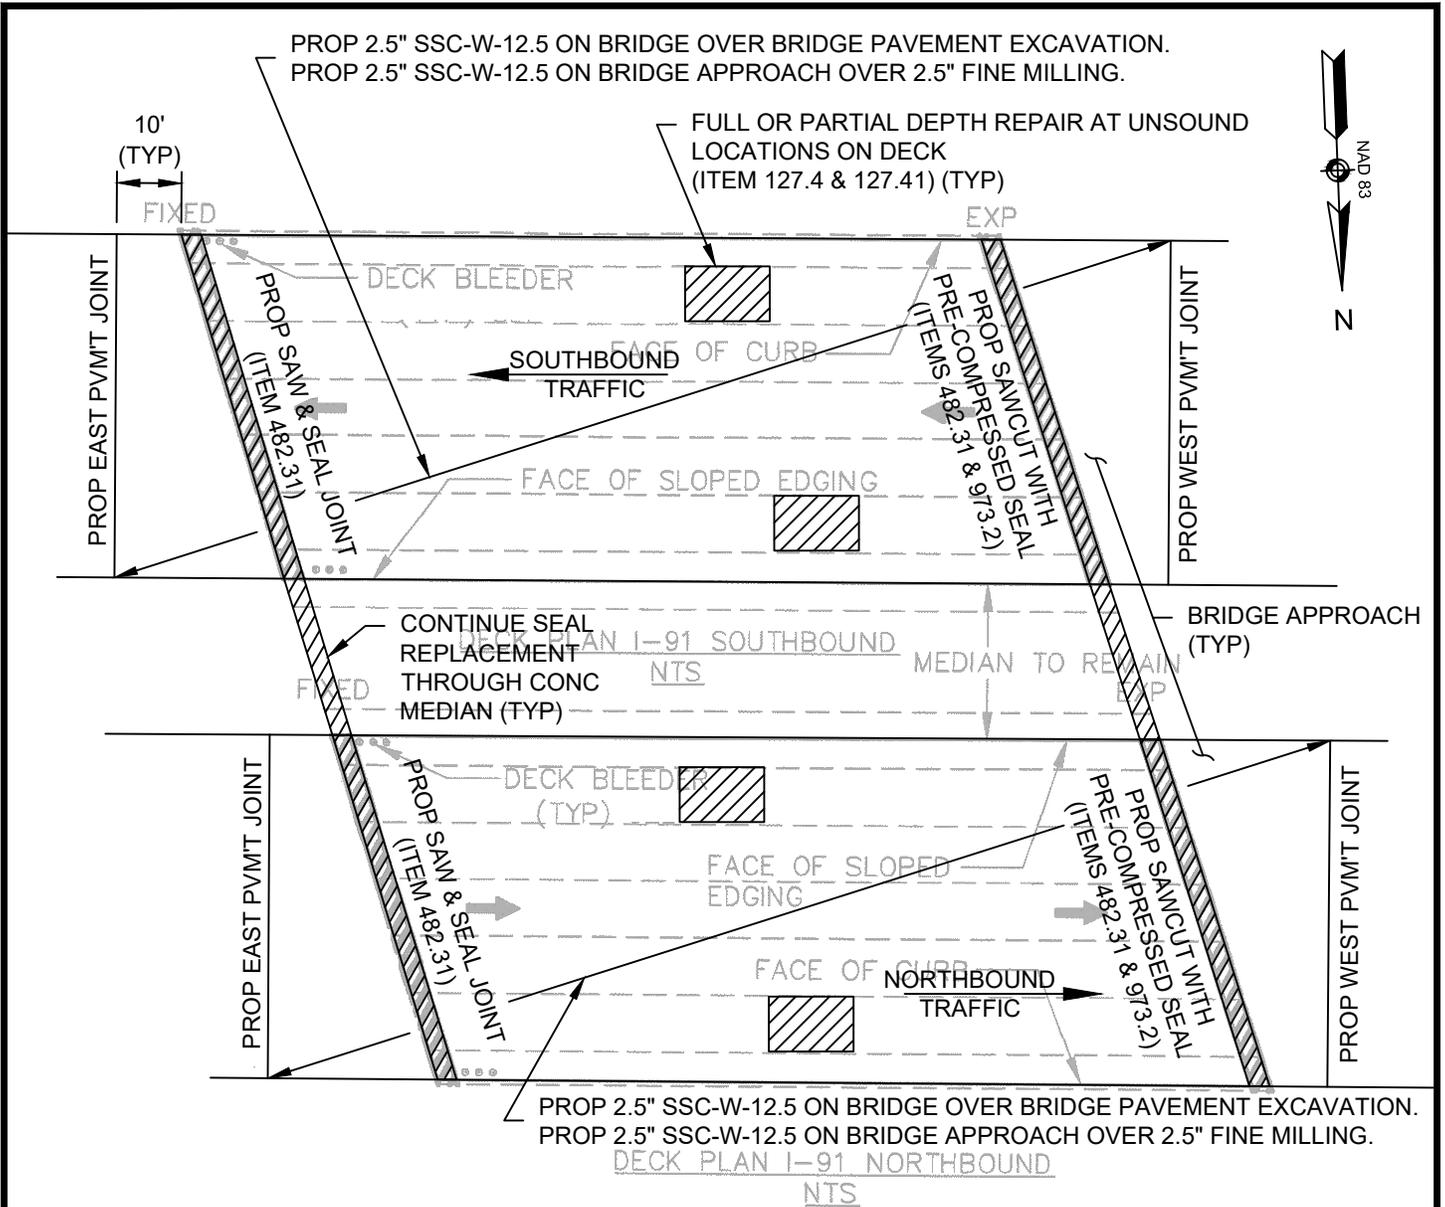 PROP 2.5" SSC-W-12.5 ON BRIDGE OVER BRIDGE PAVEMENT EXCAVATION.
PROP 2.5" SSC-W-12.5 ON BRIDGE APPROACH OVER 2.5" FINE MILLING.
10'
(TYP)
FULL OR PARTIAL DEPTH REPAIR AT UNSOUND
LOCATIONS ON DECK
(ITEM 127.4 & 127.41) (TYP)
NAD 83
N
FIXED
EXP
DECK BLEEDER
PROP EAST PVM'T JOINT
PROP SAW & SEAL JOINT
(ITEM 482.31)
FACE OF CURB
SOUTHBOUND
TRAFFIC
FACE OF SLOPED EDGING
PROP SAWCUT WITH
PRE-COMPRESSED SEAL
(ITEMS 482.31 & 973.2)
PROP WEST PVM'T JOINT
CONTINUE SEAL
REPLACEMENT
THROUGH CONC
MEDIAN (TYP)
DECK PLAN I-91 SOUTHBOUND
NTS
MEDIAN TO REMAIN
BRIDGE APPROACH
(TYP)
FIXED
EXP
DECK BLEEDER
(TYP)
PROP EAST PVM'T JOINT
PROP SAW & SEAL JOINT
(ITEM 482.31)
FACE OF SLOPED
EDGING
FACE OF CURB
NORTHBOUND
TRAFFIC
PROP SAWCUT WITH
PRE-COMPRESSED SEAL
(ITEMS 482.31 & 973.2)
PROP WEST PVM'T JOINT
PROP 2.5" SSC-W-12.5 ON BRIDGE OVER BRIDGE PAVEMENT EXCAVATION.
PROP 2.5" SSC-W-12.5 ON BRIDGE APPROACH OVER 2.5" FINE MILLING.
DECK PLAN I-91 NORTHBOUND
NTS